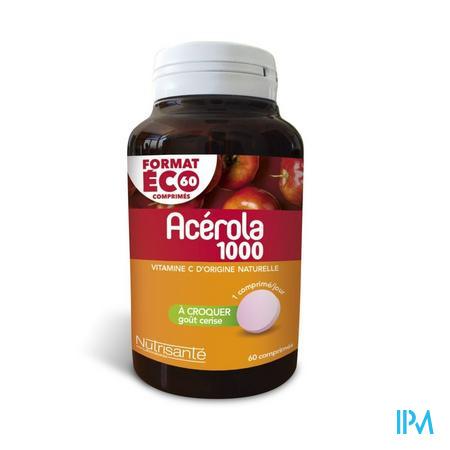 FORMAT
ÉCO 60
COMPRIMÉS
Acérola
1000
VITAMINE C D'ORIGINE NATURELLE
1 comprimé/jour
À CROQUER
goût cerise
Nutrisanté
60 comprimés
IPM